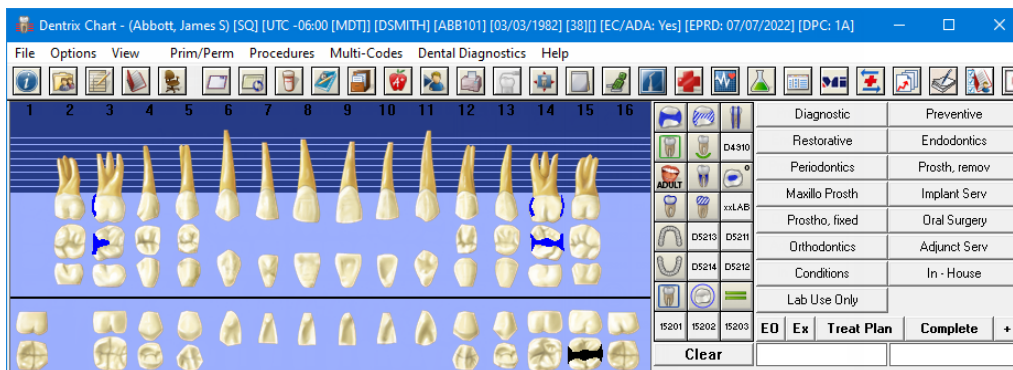 Dentrix Chart - (Abbott, James S) [SQ] [UTC -06:00 [MDT]] [DSMITH] [ABB101] [03/03/1982] [38][] [EC/ADA: Yes] [EPRD: 07/07/2022] [DPC: 1A]
File Options View Prim/Perm Procedures Multi-Codes Dental Diagnostics Help
1 2 3 4 5 6 7 8 9 10 11 12 13 14 15 16
Diagnostic Preventive
D4910 Restorative Endodontics
ADULT Periodontics Prosth, remov
xxLAB Maxillo Prosth Implant Serv
Prostho, fixed Oral Surgery
D5213 D5211 Orthodontics Adjunct Serv
D5214 D5212 Conditions In - House
Lab Use Only
15201 15202 15203 EO Ex Treat Plan Complete +
Clear